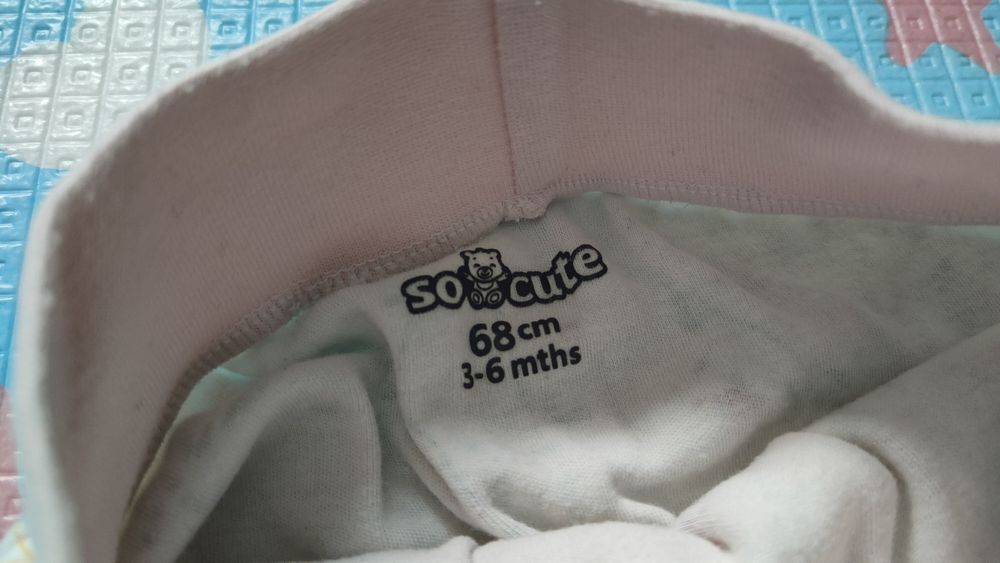 so cute
68 cm
3-6 mths